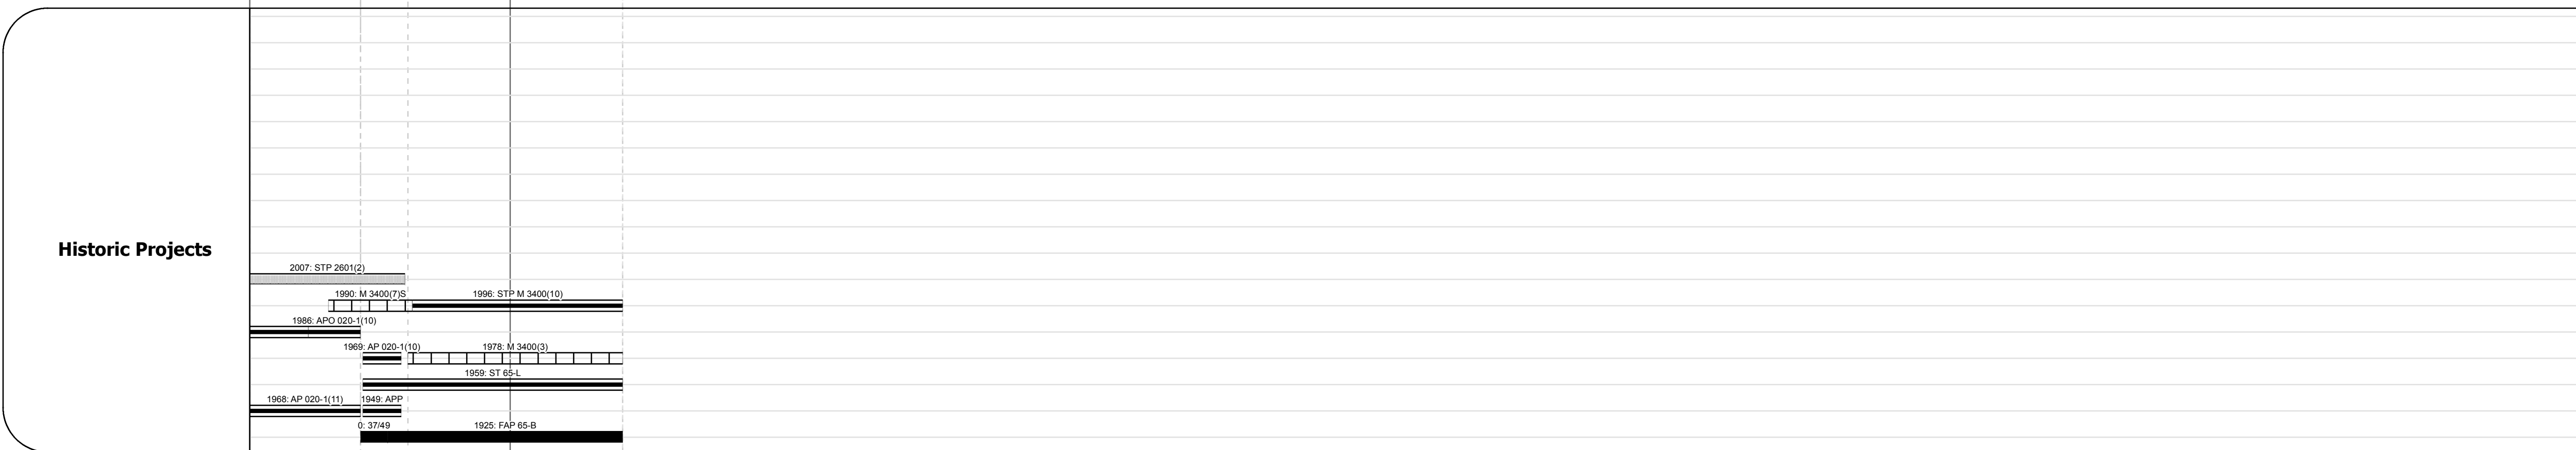 Historic Projects
2007: STP 2601(2)
1990: M 3400(7)S 1996: STP M 3400(10)
1986: APO 020-1(10)
1969: AP 020-1(10) 1978: M 3400(3)
1959: ST 65-L
1968: AP 020-1(11) 1949: APP
0: 37/49 1925: FAP 65-B